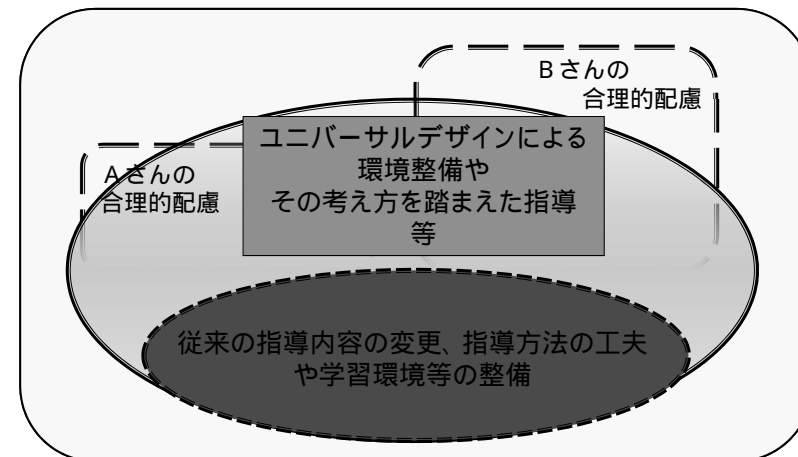 Ｂさんの
合理的配慮
ユニバーサルデザインによる
環境整備や
その考え方を踏まえた指導
等
Ａさんの
合理的配慮
従来の指導内容の変更、指導方法の工夫
や学習環境等の整備